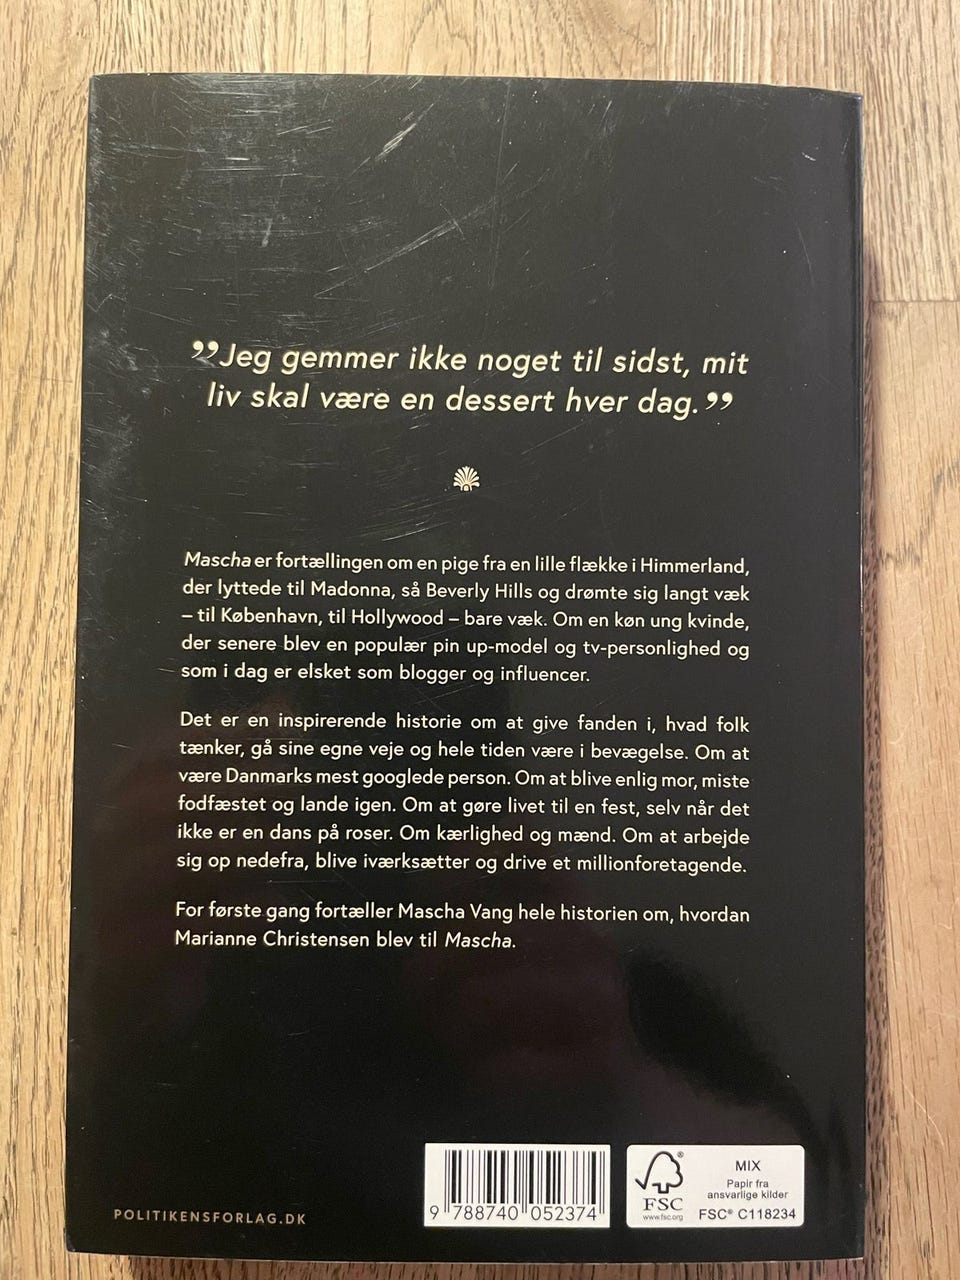 ”Jeg gemmer ikke noget til sidst, mit
liv skal være en dessert hver dag.”
Mascha er fortællingen om en pige fra en lille flække i Himmerland,
der lyttede til Madonna, så Beverly Hills og drømte sig langt væk
– til København, til Hollywood – bare væk. Om en køn ung kvinde,
der senere blev en populær pin up-model og tv-personlighed og
som i dag er elsket som blogger og influencer.
Det er en inspirerende historie om at give fanden i, hvad folk
tænker, gå sine egne veje og hele tiden være i bevægelse. Om at
være Danmarks mest googlede person. Om at blive enlig mor, miste
fodfæstet og lande igen. Om at gøre livet til en fest, selv når det
ikke er en dans på roser. Om kærlighed og mænd. Om at arbejde
sig op nedefra, blive iværksætter og drive et millionforetagende.
For første gang fortæller Mascha Vang hele historien om, hvordan
Marianne Christensen blev til Mascha.
POLITIKENSFORLAG.DK
9 788740 052374
®
FSC
www.fsc.org
MIX
Papir fra
ansvarlige kilder
FSC® C118234